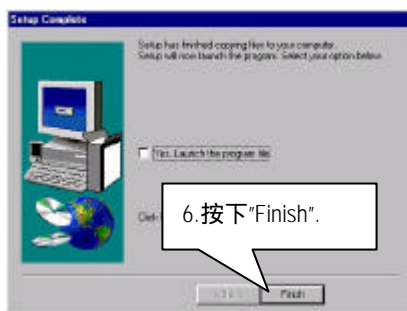 Setup Complete
Setup has finished copying files to your computer.
Setup will now launch the program. Select your option below.
Yes, Launch the program file
Click
6.按下"Finish".
Finish